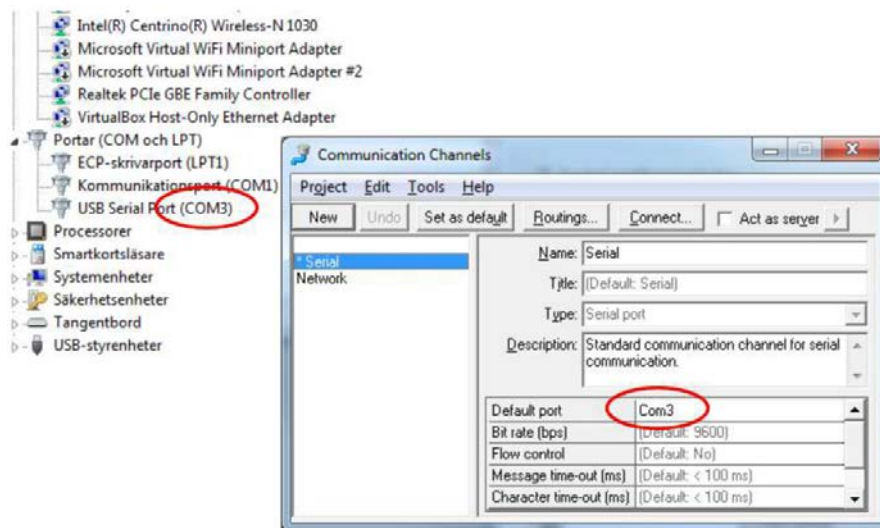 Intel(R) Centrino(R) Wireless-N 1030
Microsoft Virtual WiFi Miniport Adapter
Microsoft Virtual WiFi Miniport Adapter #2
Realtek PCIe GBE Family Controller
VirtualBox Host-Only Ethernet Adapter
Portar (COM och LPT)
ECP-skrivarport (LPT1)
Kommunikationsport (COM1)
USB Serial Port (COM3)
Processorer
Smartkortsläsare
Systemenheter
Säkerhetsenheter
Tangentbord
USB-styrenheter
Communication Channels
Project Edit Tools Help
New Undo Set as default Routings... Connect... Act as server
* Serial
Network
Name: Serial
Title: (Default: Serial)
Type: Serial port
Description: Standard communication channel for serial
communication.
Default port Com3
Bit rate (bps) (Default: 9600)
Flow control (Default: No)
Message time-out (ms) (Default: < 100 ms)
Character time-out (ms) (Default: < 100 ms)